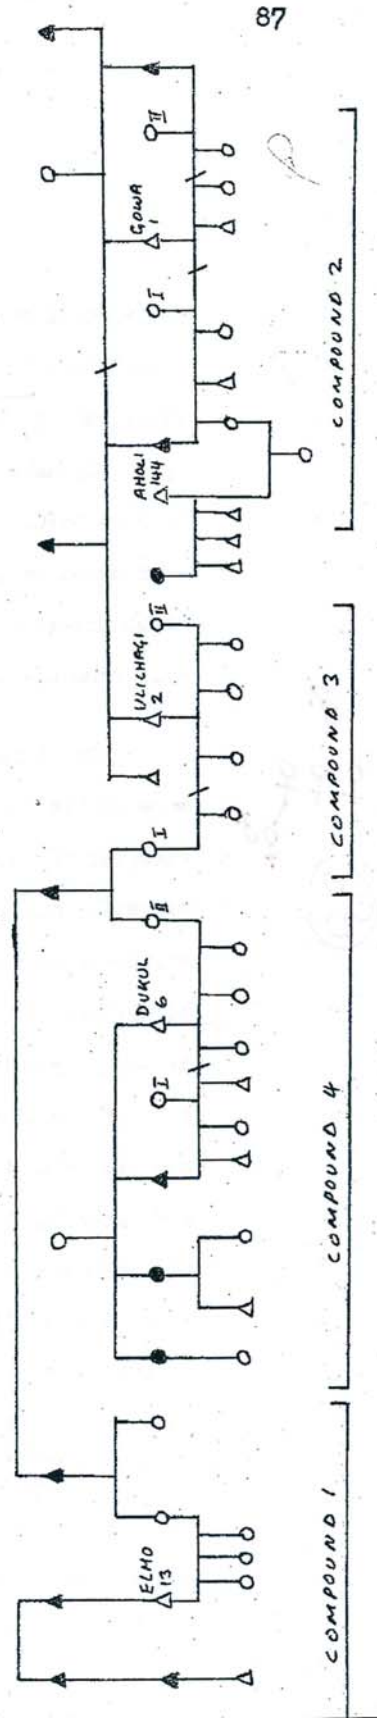 87
ELMO
13
DUKUL
6
I
II
I
ULICHAGI
2
II
AHOLI
144
I
GOWA
1
II
COMPOUND 1
COMPOUND 4
COMPOUND 3
COMPOUND 2